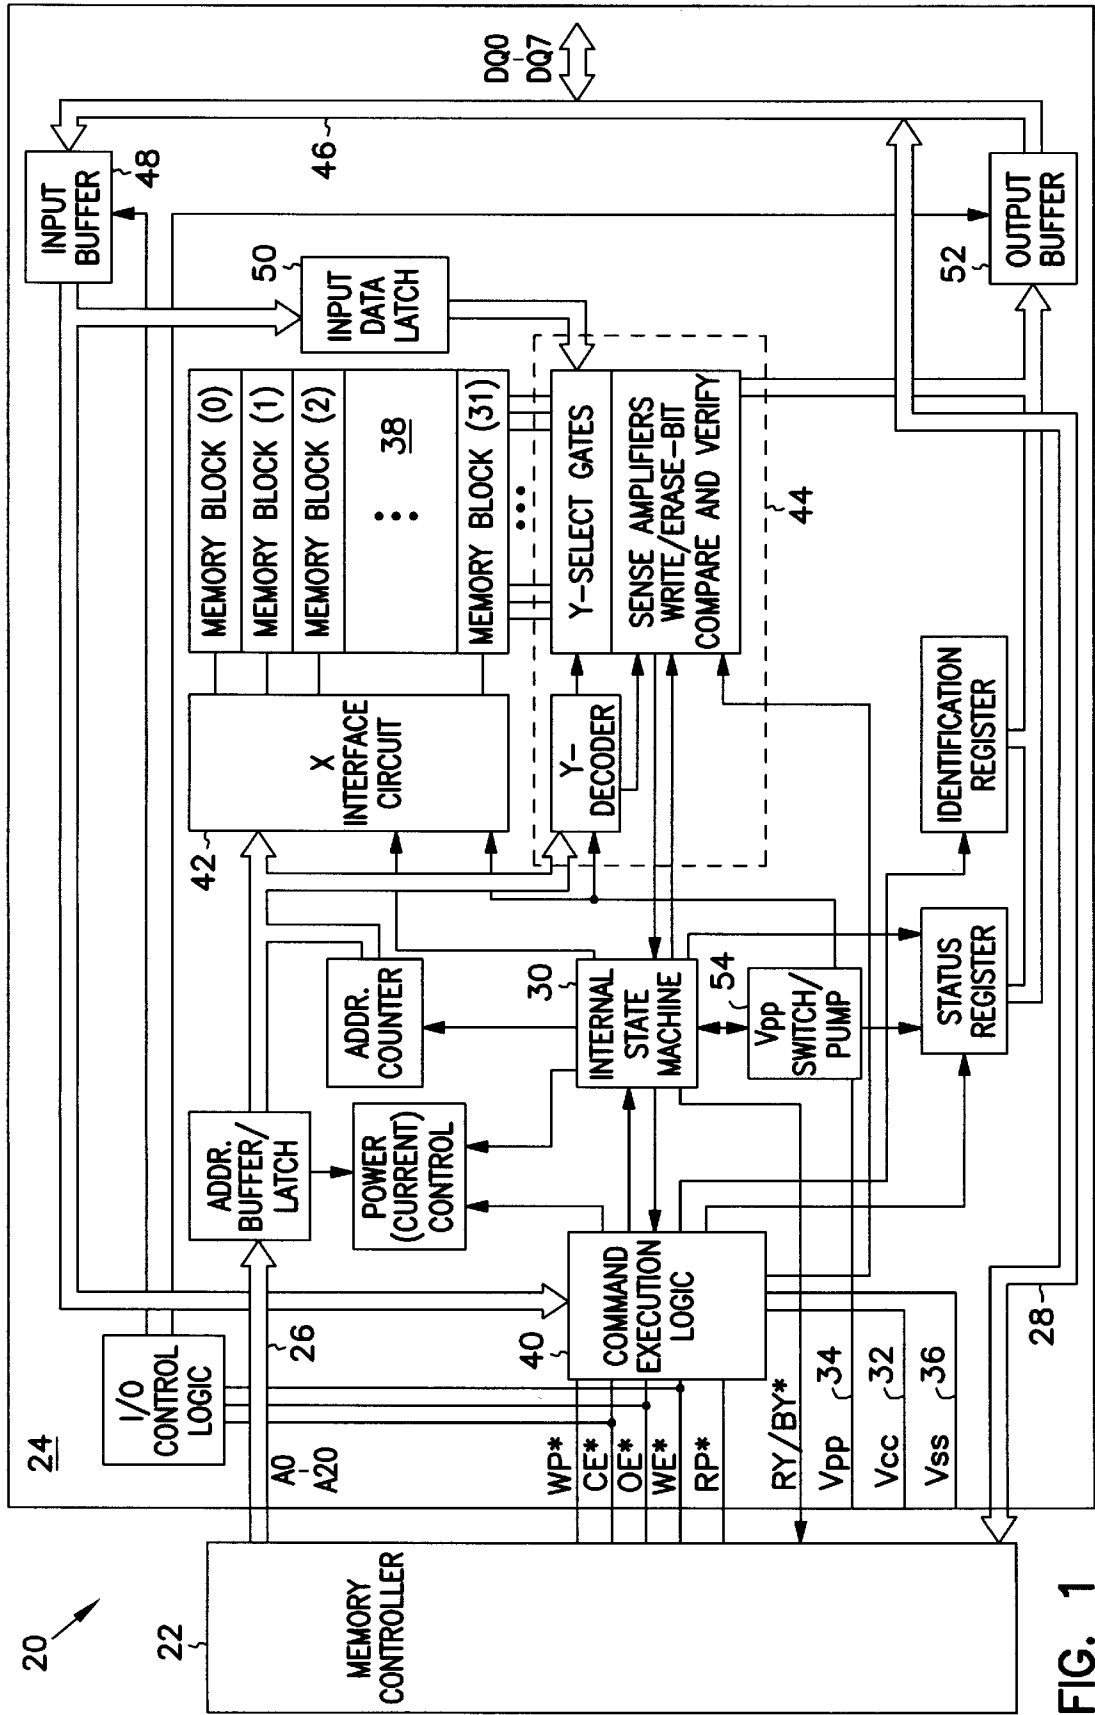 20
22
MEMORY
CONTROLLER
24
I/O
CONTROL
LOGIC
A0
-
A20
26
ADDR.
BUFFER/
LATCH
POWER
(CURRENT)
CONTROL
ADDR.
COUNTER
42
X
INTERFACE
CIRCUIT
MEMORY BLOCK (0)
MEMORY BLOCK (1)
MEMORY BLOCK (2)
38
MEMORY BLOCK (31)
INPUT
BUFFER
48
50
INPUT
DATA
LATCH
46
DQ0
-
DQ7
WP*
CE*
OE*
WE*
RP*
RY/BY*
40
COMMAND
EXECUTION
LOGIC
30
INTERNAL
STATE
MACHINE
Y-
DECODER
Y-SELECT GATES
SENSE AMPLIFIERS
WRITE/ERASE-BIT
COMPARE AND VERIFY
44
54
Vpp
SWITCH/
PUMP
Vpp
34
Vcc
32
Vss
36
28
STATUS
REGISTER
IDENTIFICATION
REGISTER
52
OUTPUT
BUFFER
FIG. 1